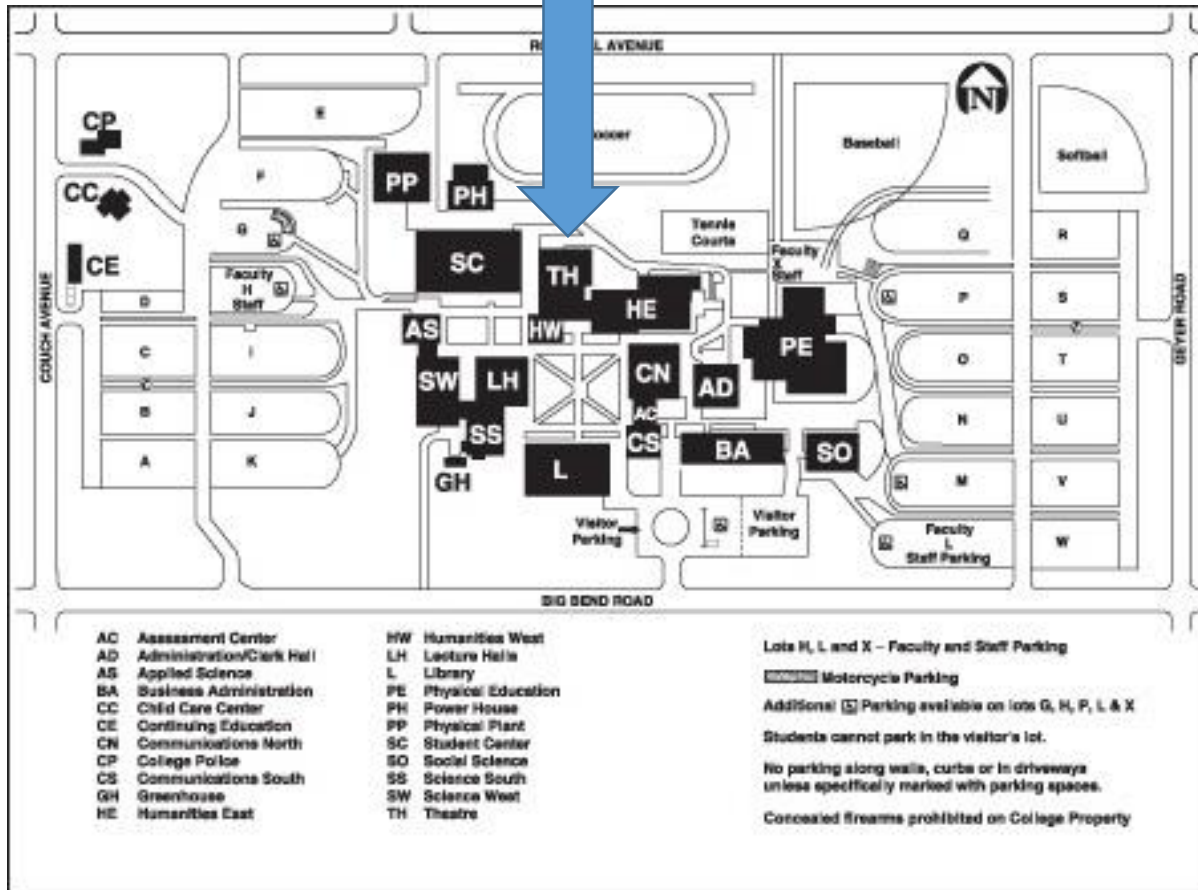 AVENUE
N
E
CP
Baseball
Softball
PP
F
PH
CC
G
Tennis
Courts
Q
R
SC
TH
Faculty
X
Staff
CE
Faculty
H
Staff
HE
P
S
D
COUCH AVENUE
GEYER ROAD
AS
HW
PE
C
I
SW
LH
CN
AD
O
T
B
J
AC
N
U
SS
CS
BA
SO
A
K
L
GH
M
V
Visitor
Parking
Visitor
Parking
Faculty
L
Staff Parking
W
BIG BEND ROAD
AC Assessment Center
AD Administration/Clark Hall
AS Applied Science
BA Business Administration
CC Child Care Center
CE Continuing Education
CN Communications North
CP College Police
CS Communications South
GH Greenhouse
HE Humanities East
HW Humanities West
LH Lecture Halls
L Library
PE Physical Education
PH Power House
PP Physical Plant
SC Student Center
SO Social Science
SS Science South
SW Science West
TH Theatre
Lots H, L and X – Faculty and Staff Parking
Motorcycle Parking
Additional Parking available on lots G, H, P, L & X
Students cannot park in the visitor's lot.
No parking along walls, curbs or in driveways
unless specifically marked with parking spaces.
Concealed firearms prohibited on College Property